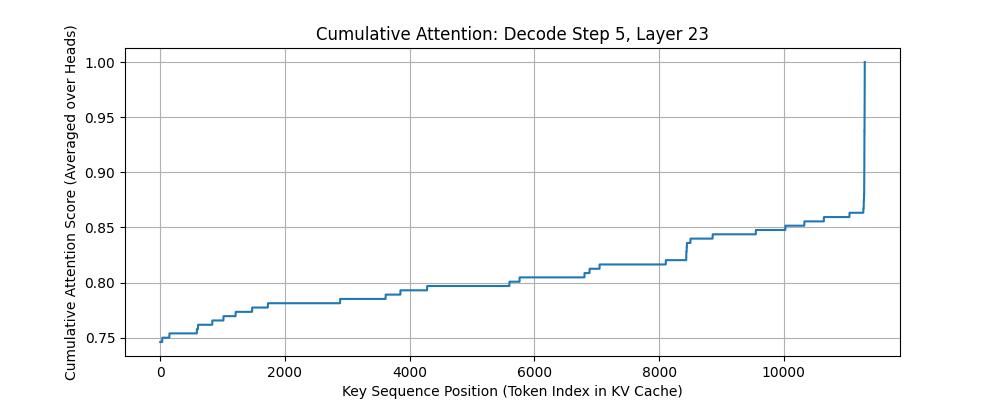 Cumulative Attention: Decode Step 5, Layer 23
Cumulative Attention Score (Averaged over Heads)
1.00
0.95
0.90
0.85
0.80
0.75
0 2000 4000 6000 8000 10000
Key Sequence Position (Token Index in KV Cache)